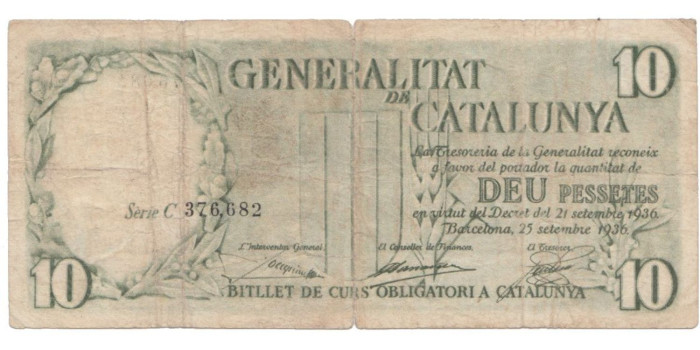 10
GENERALITAT
DE
CATALUNYA
La Tresoreria de la Generalitat reconeix
a favor del portador la quantitat de
DEU PESSETES
en virtut del Decret del 21 setembre 1936
Barcelona, 25 setembre 1936
Sèrie C 376,682
L'Interventor General
El Conseller de Finances,
El Tresorer,
10
BITLLET DE CURS OBLIGATORI A CATALUNYA
10